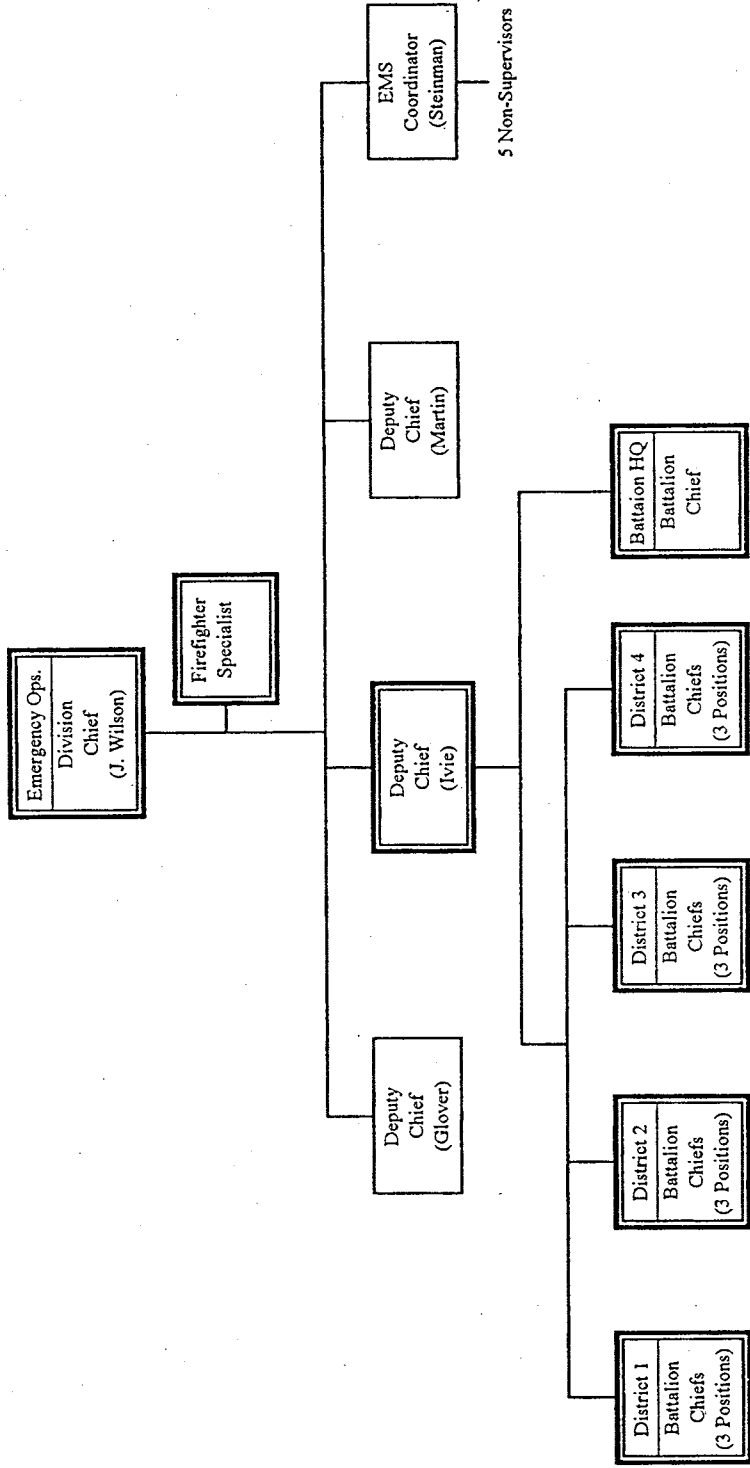 Emergency Ops.
Division
Chief
(J. Wilson)
Firefighter
Specialist
Deputy
Chief
(Glover)
Deputy
Chief
(Ivie)
Deputy
Chief
(Martin)
EMS
Coordinator
(Steinman)
5 Non-Supervisors
District 1
Battalion
Chiefs
(3 Positions)
District 2
Battalion
Chiefs
(3 Positions)
District 3
Battalion
Chiefs
(3 Positions)
District 4
Battalion
Chiefs
(3 Positions)
Battaion HQ
Battalion
Chief